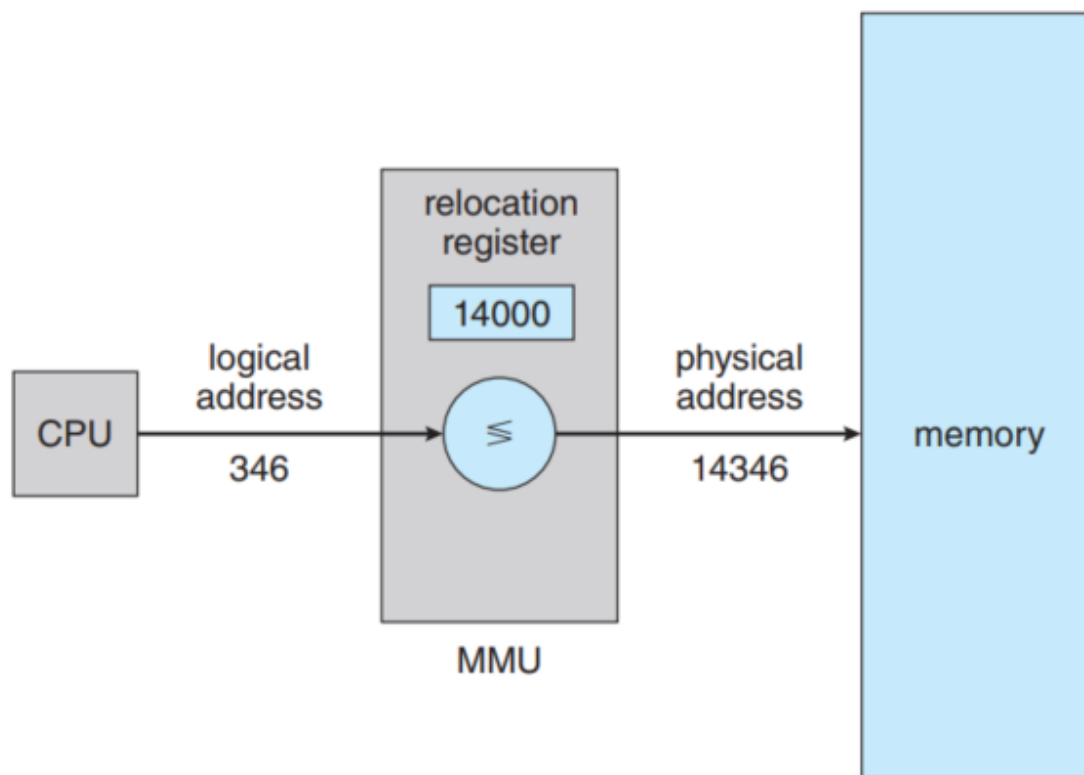 relocation
register
14000
logical
address
physical
address
CPU
≶
memory
346
14346
MMU